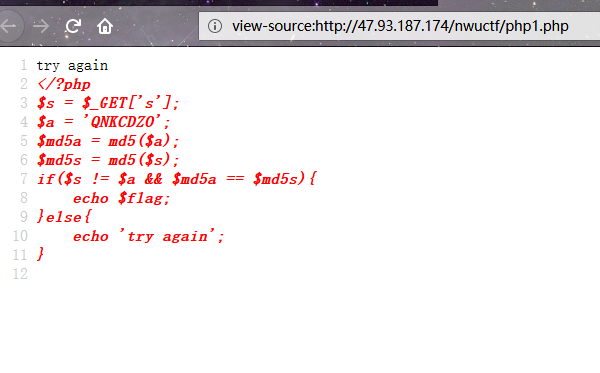 view-source:http://47.93.187.174/nwuctf/php1.php
1 try again
2 </?php
3 $s = $_GET['s'];
4 $a = 'QNKCDZO';
5 $md5a = md5($a);
6 $md5s = md5($s);
7 if($s != $a && $md5a == $md5s){
8     echo $flag;
9 }else{
10     echo 'try again';
11 }
12